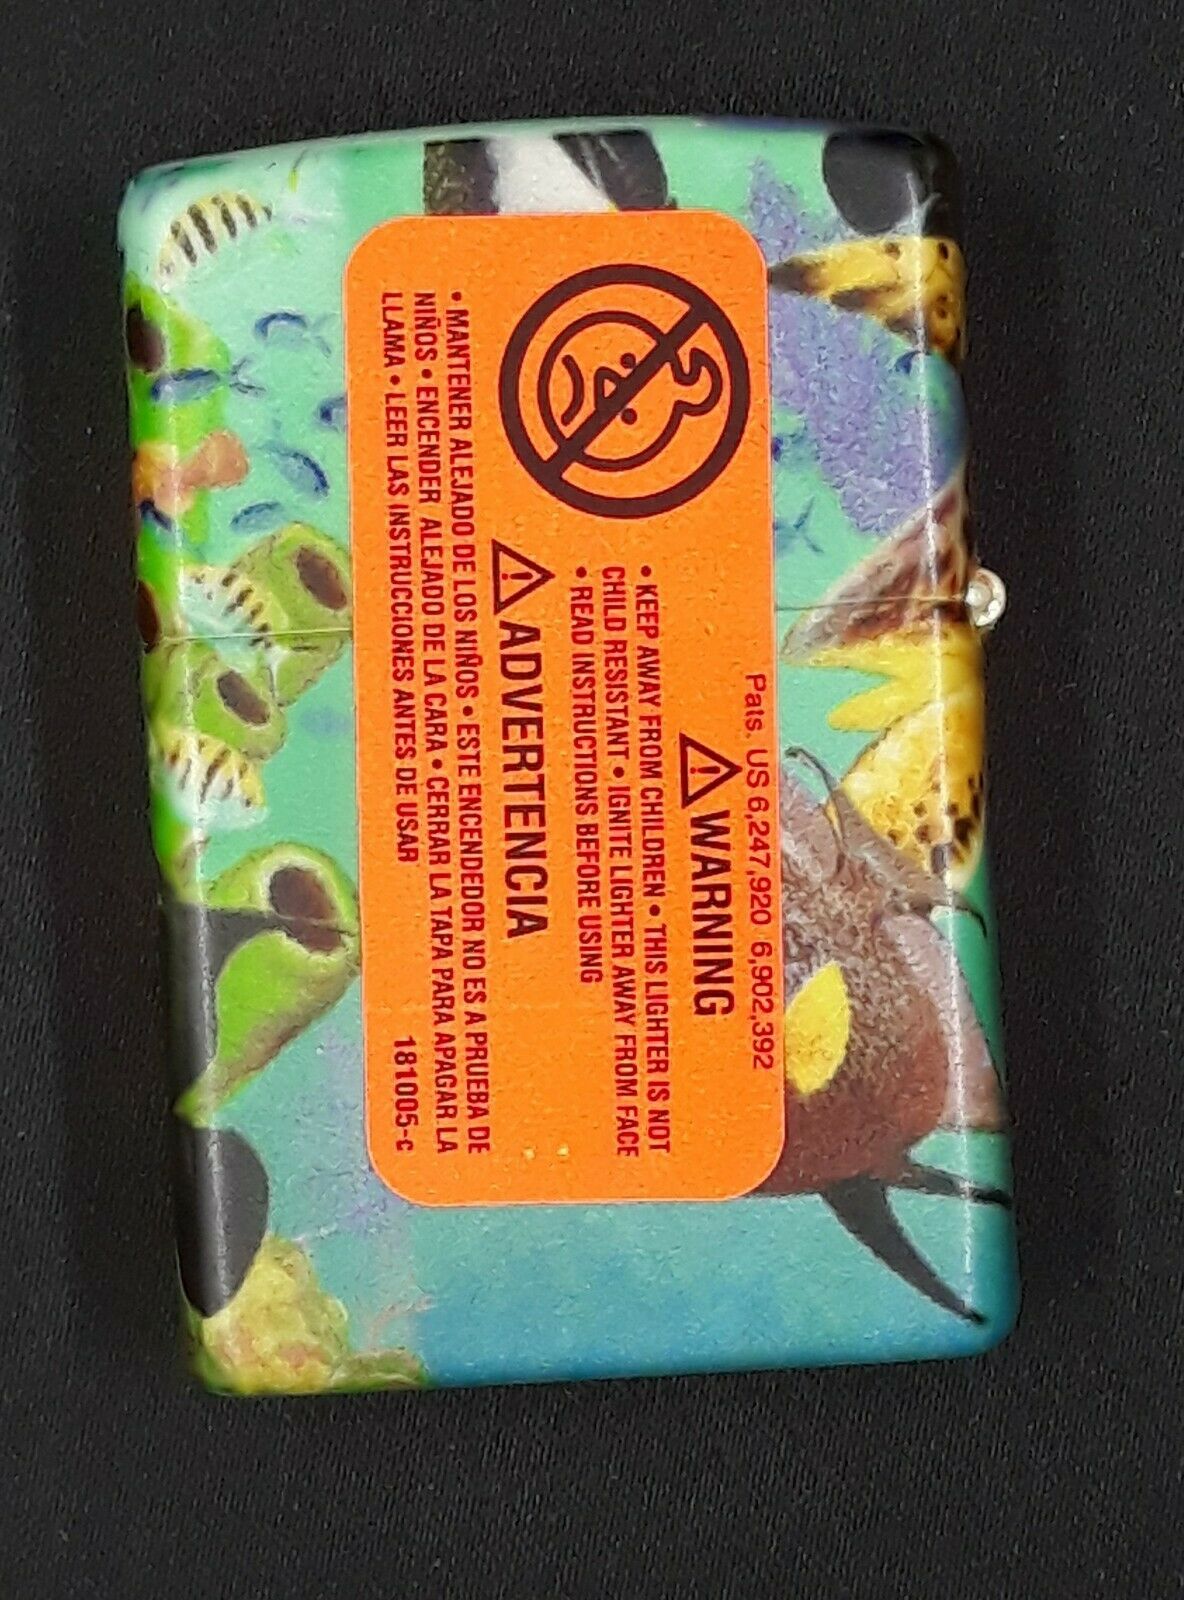 Pats. US 6,247,920 6,902,392
⚠WARNING
• KEEP AWAY FROM CHILDREN • THIS LIGHTER IS NOT
CHILD RESISTANT • IGNITE LIGHTER AWAY FROM FACE
• READ INSTRUCTIONS BEFORE USING
⚠ADVERTENCIA
• MANTENER ALEJADO DE LOS NIÑOS • ESTE ENCENDEDOR NO ES A PRUEBA DE
NIÑOS • ENCENDER ALEJADO DE LA CARA • CERRAR LA TAPA PARA APAGAR LA
LLAMA • LEER LAS INSTRUCCIONES ANTES DE USAR
181005-c